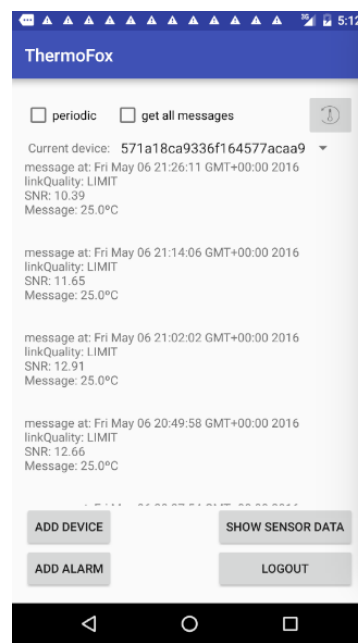 3G 5:12
ThermoFox
periodic get all messages
Current device: 571a18ca9336f164577acaa9
message at: Fri May 06 21:26:11 GMT+00:00 2016
linkQuality: LIMIT
SNR: 10.39
Message: 25.0ºC
message at: Fri May 06 21:14:06 GMT+00:00 2016
linkQuality: LIMIT
SNR: 11.65
Message: 25.0ºC
message at: Fri May 06 21:02:02 GMT+00:00 2016
linkQuality: LIMIT
SNR: 12.91
Message: 25.0ºC
message at: Fri May 06 20:49:58 GMT+00:00 2016
linkQuality: LIMIT
SNR: 12.66
Message: 25.0ºC
ADD DEVICE SHOW SENSOR DATA
ADD ALARM LOGOUT